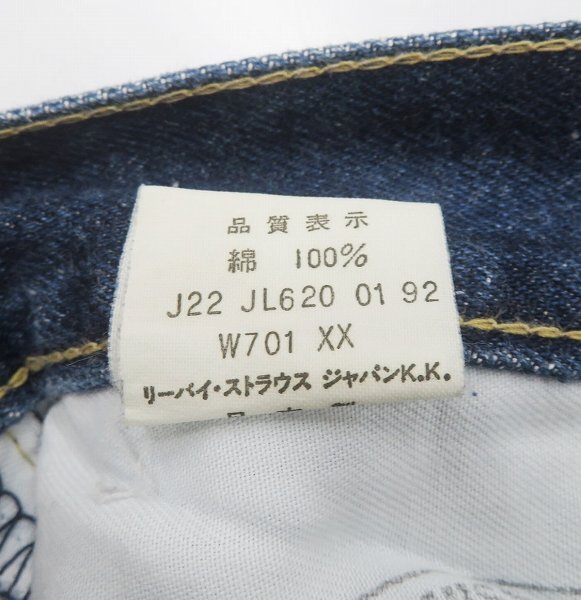 品質表示
綿 100%
J22 JL620 01 92
W701 XX
リーバイ・ストラウス ジャパンK.K.